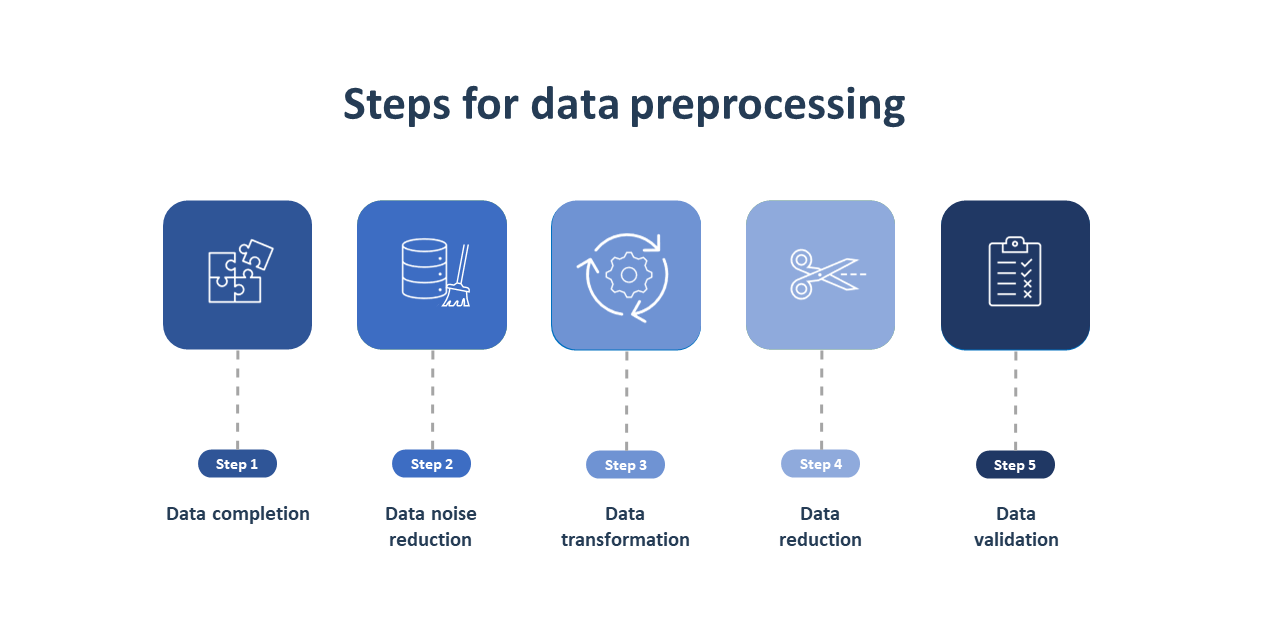 Steps for data preprocessing
Step 1
Data completion
Step 2
Data noise
reduction
Step 3
Data
transformation
Step 4
Data
reduction
Step 5
Data
validation